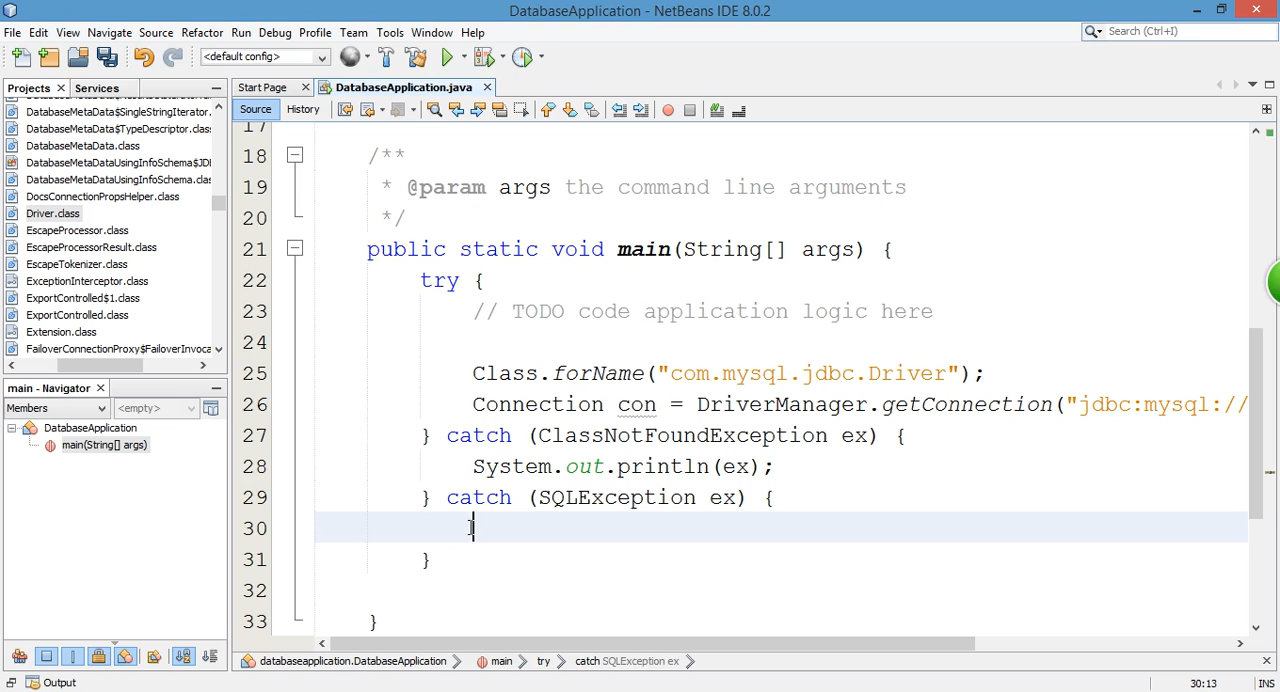 DatabaseApplication - NetBeans IDE 8.0.2
File Edit View Navigate Source Refactor Run Debug Profile Team Tools Window Help
Search (Ctrl+I)
<default config>
Projects Services
Start Page DatabaseApplication.java
Source History
DatabaseMetaData$SingleStringIterator.
DatabaseMetaData$TypeDescriptor.class
DatabaseMetaData.class
DatabaseMetaDataUsingInfoSchema$JD
DatabaseMetaDataUsingInfoSchema.clas
DocsConnectionPropsHelper.class
Driver.class
EscapeProcessor.class
EscapeProcessorResult.class
EscapeTokenizer.class
ExceptionInterceptor.class
ExportControlled$1.class
ExportControlled.class
Extension.class
FailoverConnectionProxy$FailoverInvoca
main - Navigator
Members <empty>
DatabaseApplication
main(String[] args)
17
18 /**
19 * @param args the command line arguments
20 */
21 public static void main(String[] args) {
22 try {
23 // TODO code application logic here
24
25 Class.forName("com.mysql.jdbc.Driver");
26 Connection con = DriverManager.getConnection("jdbc:mysql://
27 } catch (ClassNotFoundException ex) {
28 System.out.println(ex);
29 } catch (SQLException ex) {
30
31 }
32
33 }
databaseapplication.DatabaseApplication main try catch SQLException ex
Output
30:13 INS